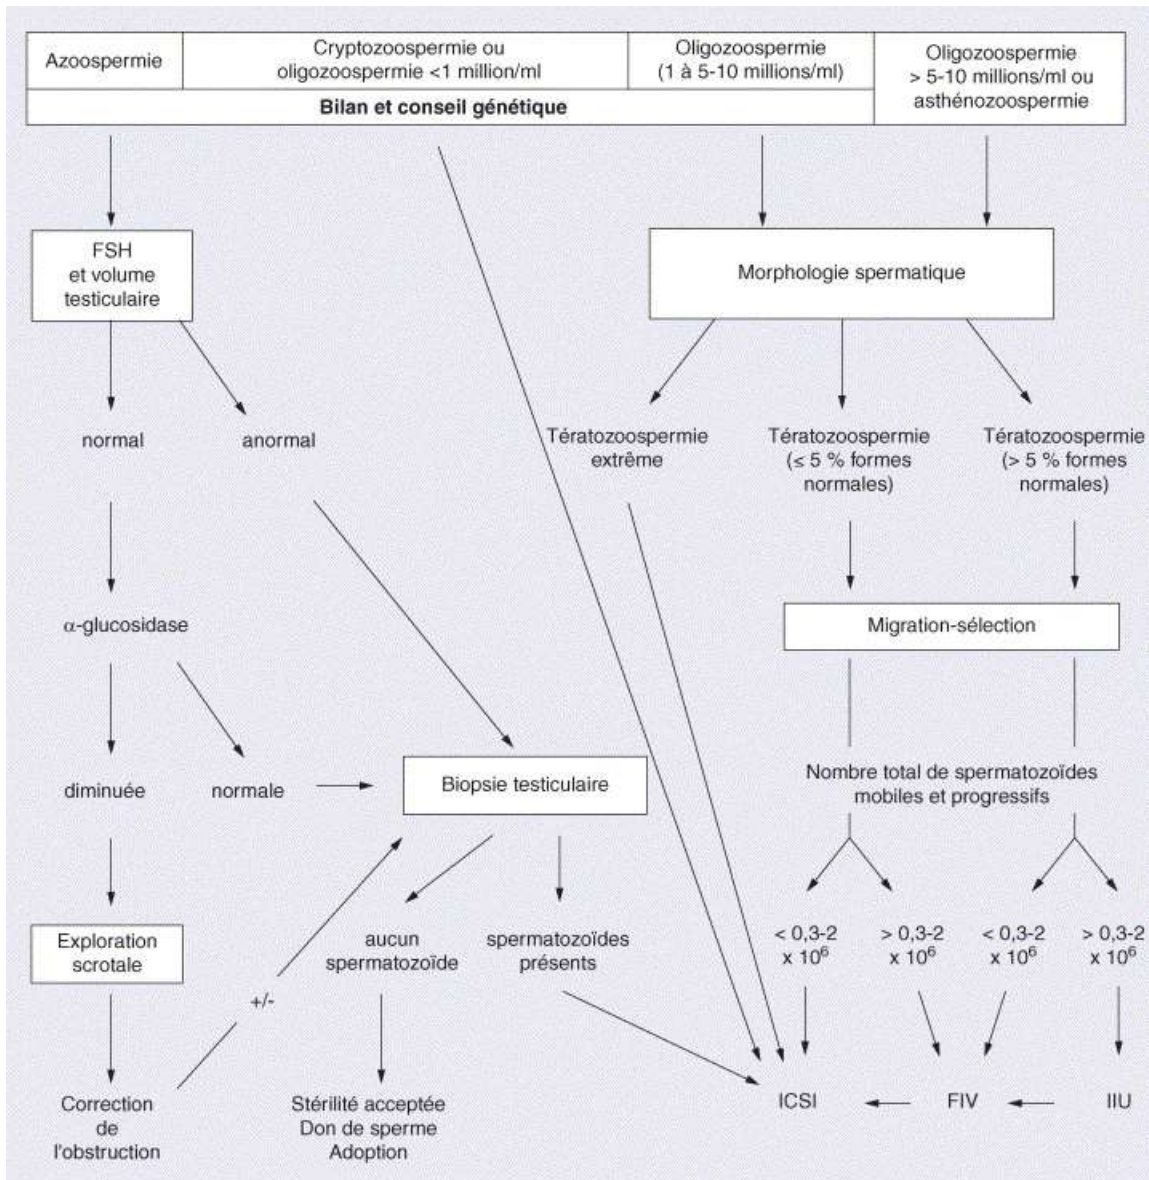 Azoospermie
Cryptozoospermie ou
oligozoospermie <1 million/ml
Oligozoospermie
(1 à 5-10 millions/ml)
Oligozoospermie
> 5-10 millions/ml ou
asthénozoospermie
Bilan et conseil génétique
FSH
et volume
testiculaire
Morphologie spermatique
normal
anormal
Tératozoospermie
extrême
Tératozoospermie
(≤ 5 % formes
normales)
Tératozoospermie
(> 5 % formes
normales)
α-glucosidase
Migration-sélection
diminuée
normale
Biopsie testiculaire
Nombre total de spermatozoïdes
mobiles et progressifs
Exploration
scrotale
aucun
spermatozoïde
spermatozoïdes
présents
< 0,3-2
x 10⁶
> 0,3-2
x 10⁶
< 0,3-2
x 10⁶
> 0,3-2
x 10⁶
+/-
Correction
de
l'obstruction
Stérilité acceptée
Don de sperme
Adoption
ICSI
FIV
IIU